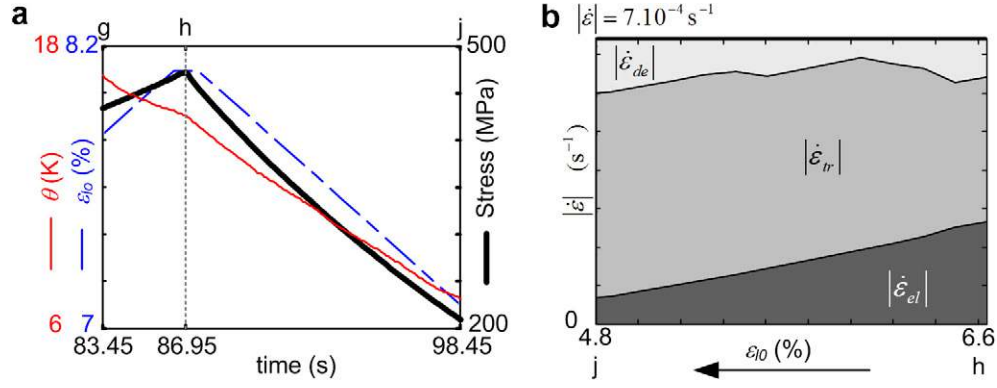 a
g h j
18 8.2 500
θ (K)
ε_lo (%)
Stress (MPa)
6 7 200
83.45 86.95 98.45
time (s)
b
|ε̇| = 7.10⁻⁴ s⁻¹
|ε̇_de|
|ε̇_tr|
|ε̇_el|
|ε̇| (s⁻¹)
0
4.8 6.6
ε_l0 (%)
j h